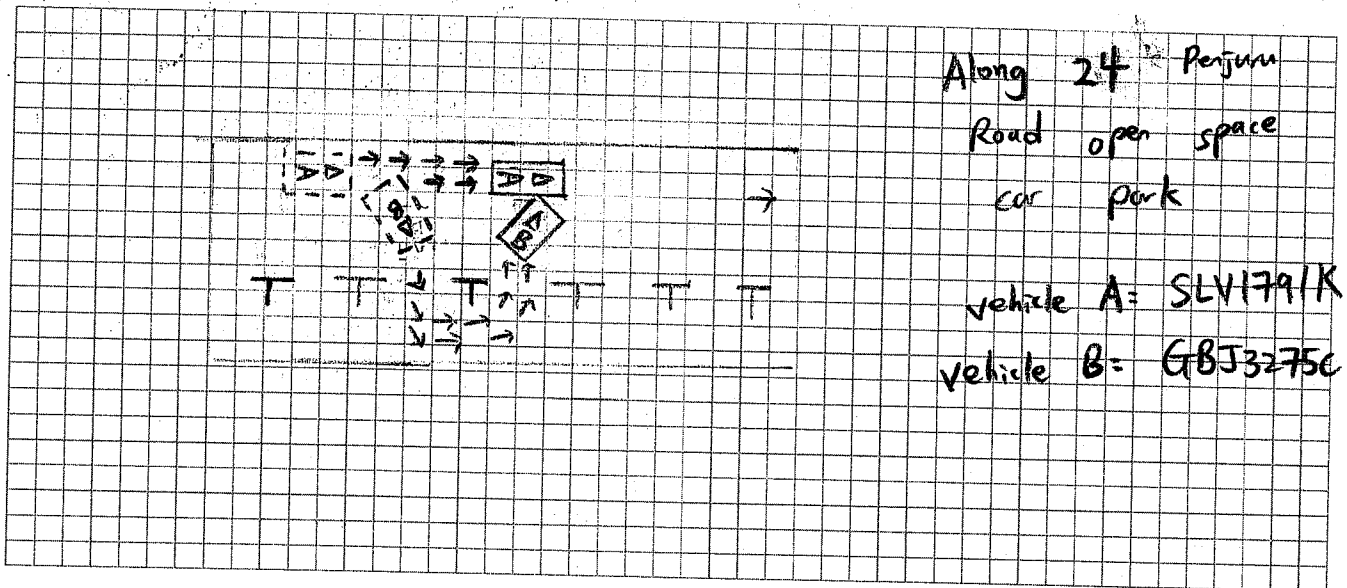 Along 24 Penjuru
Road open space
car park
vehicle A= SLV1791K
vehicle B= GBJ3275C
A
A
B
B